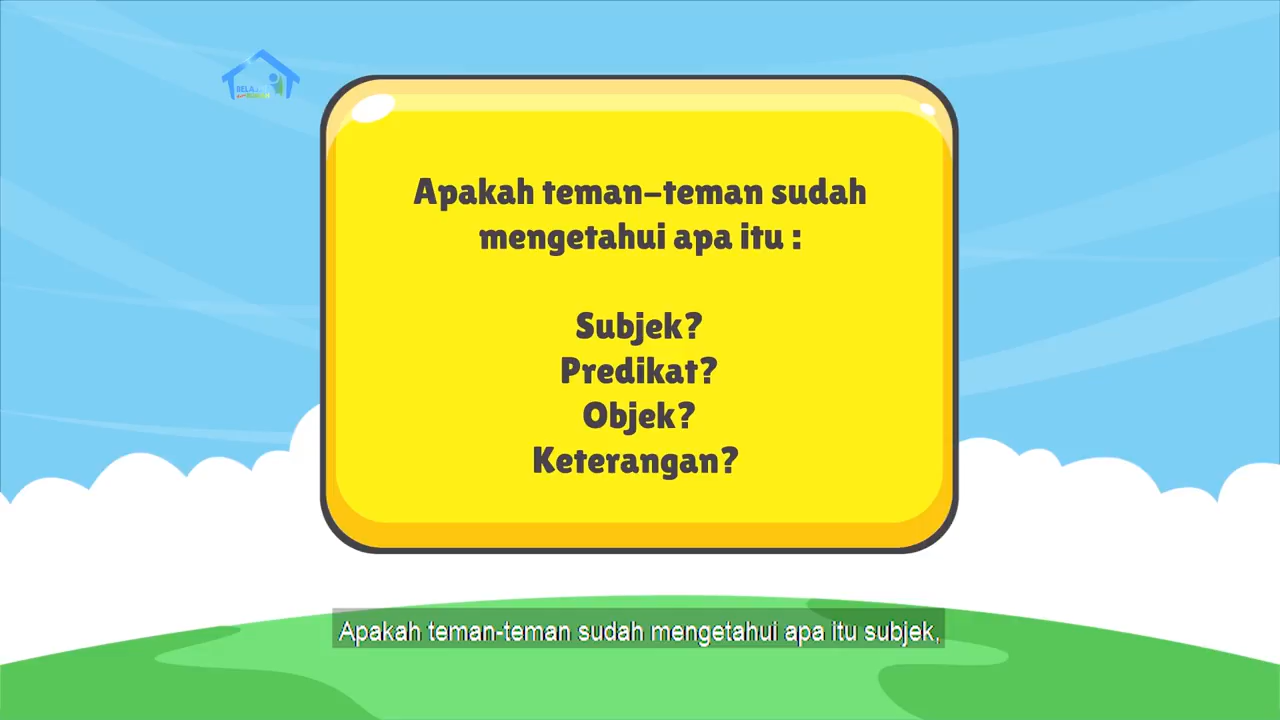 Apakah teman-teman sudah
mengetahui apa itu :
Subjek?
Predikat?
Objek?
Keterangan?
Apakah teman-teman sudah mengetahui apa itu subjek,